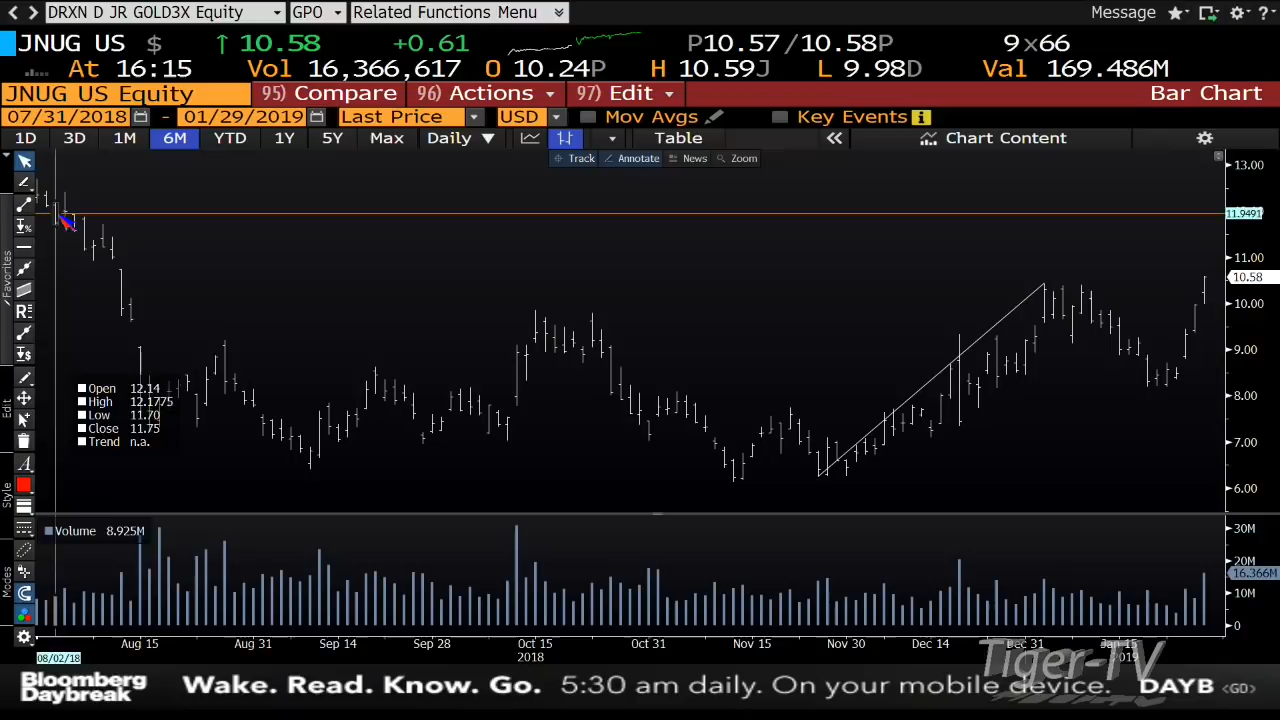 DRXN D JR GOLD3X Equity GPO Related Functions Menu Message
JNUG US $ ↑ 10.58 +0.61 P10.57 / 10.58P 9 x 66
At 16:15 Vol 16,366,617 O 10.24P H 10.59J L 9.98D Val 169.486M
JNUG US Equity 95) Compare 96) Actions 97) Edit Bar Chart
07/31/2018 - 01/29/2019 Last Price USD Mov Avgs Key Events
1D 3D 1M 6M YTD 1Y 5Y Max Daily ▼ Table « Chart Content
Track Annotate News Zoom
13.00
11.9491
11.00
10.58
10.00
9.00
8.00
7.00
6.00
Favorites
Edit
Style
Modes
Open 12.14
High 12.1775
Low 11.70
Close 11.75
Trend n.a.
Volume 8.925M
30M
20M
16.366M
10M
0
Aug 15 Aug 31 Sep 14 Sep 28 Oct 15 Oct 31 Nov 15 Nov 30 Dec 14 Dec 31 Jan 15
08/02/18 2018 2019
Tiger-TV
Bloomberg
Daybreak
Wake. Read. Know. Go. 5:30 am daily. On your mobile device. DAYB <GO>